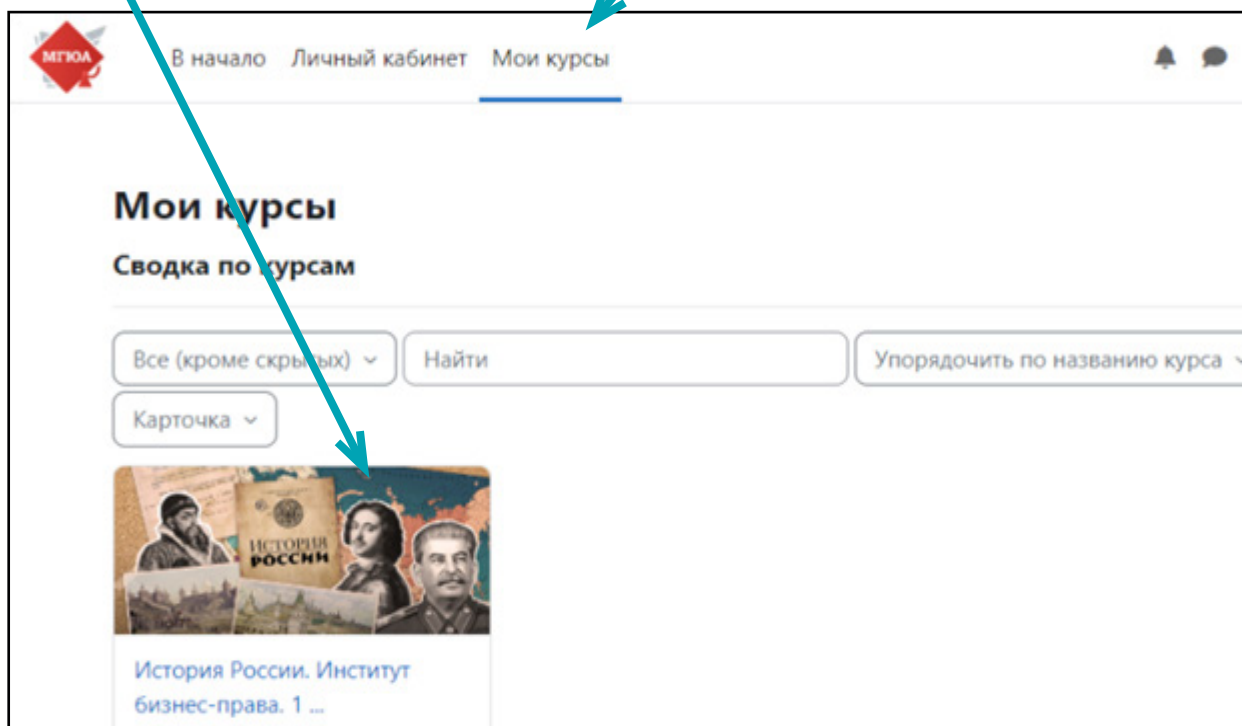 МГЮА
В начало Личный кабинет Мои курсы
Мои курсы
Сводка по курсам
Все (кроме скрытых) Найти Упорядочить по названию курса
Карточка
ИСТОРИЯ
РОССИИ
История России. Институт
бизнес-права. 1 ...